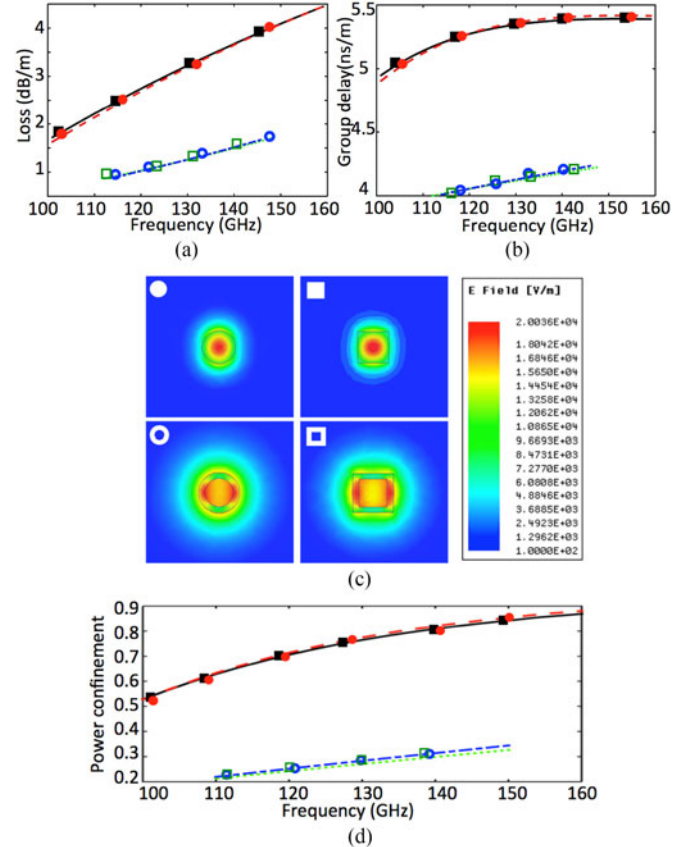 Loss (dB/m)
4
3
2
1
100 110 120 130 140 150 160
Frequency (GHz)
(a)
Group delay(ns/m)
5.5
5
4.5
4
100 110 120 130 140 150 160
Frequency (GHz)
(b)
E Field [V/m]
2.0036E+04
1.8042E+04
1.6846E+04
1.5650E+04
1.4454E+04
1.3258E+04
1.2062E+04
1.0865E+04
9.6693E+03
8.4731E+03
7.2770E+03
6.0808E+03
4.8846E+03
3.6885E+03
2.4923E+03
1.2962E+03
1.0000E+02
(c)
Power confinement
0.9
0.8
0.7
0.6
0.5
0.4
0.3
0.2
100 110 120 130 140 150 160
Frequency (GHz)
(d)